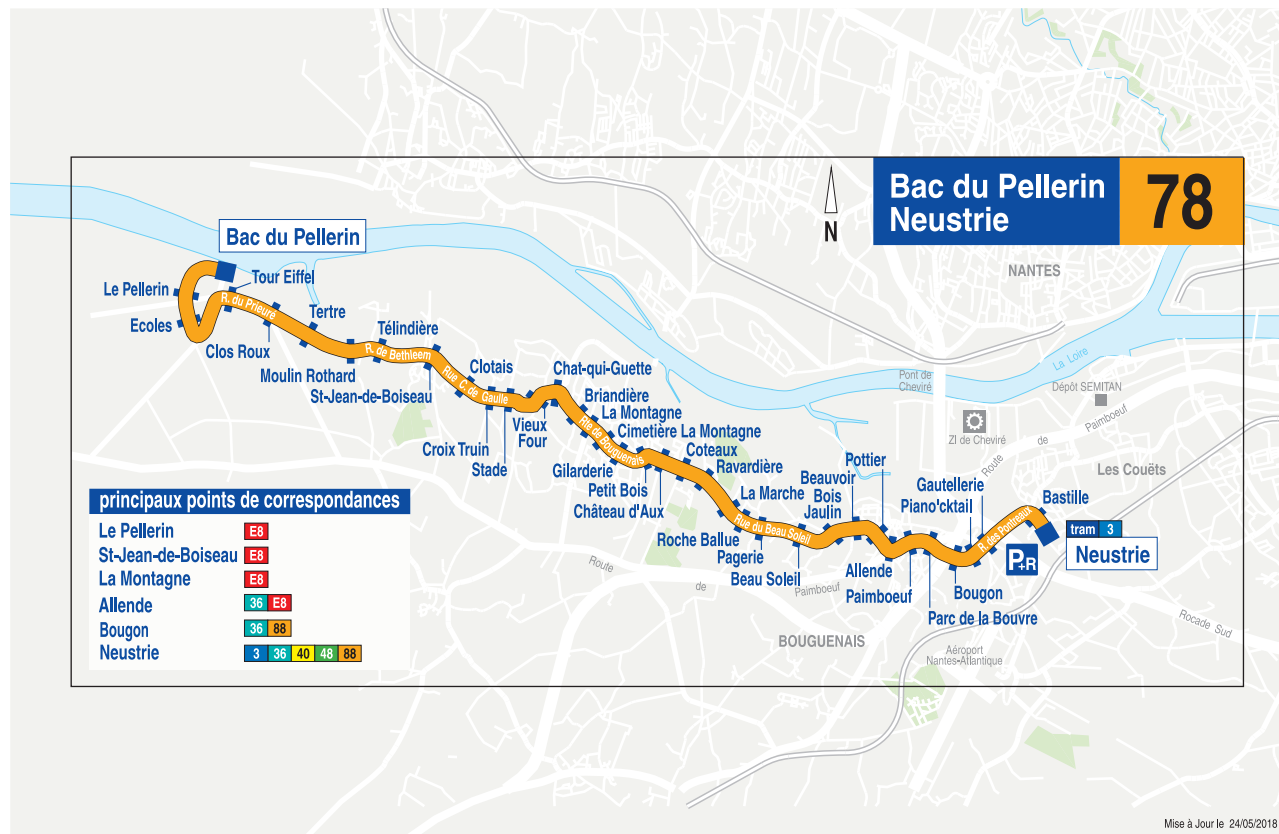 Bac du Pellerin
Neustrie
78
N
NANTES
Bac du Pellerin
Tour Eiffel
Le Pellerin
R. du Prieuré
Ecoles
Tertre
Clos Roux
Télindière
R. de Bethleem
Moulin Rothard
St-Jean-de-Boiseau
Rue C. de Gaulle
Clotais
Chat-qui-Guette
Croix Truin
Stade
Vieux
Four
Briandière
La Montagne
Rte de Bouguenais
Cimetière La Montagne
Gilarderie
Coteaux
Petit Bois
Ravardière
Château d'Aux
La Marche
Rue du Beau Soleil
Roche Ballue
Pagerie
Beau Soleil
Beauvoir
Bois
Jaulin
Pottier
Allende
Paimboeuf
Gautellerie
Piano'cktail
Parc de la Bouvre
Bougon
R. des Pontreaux
Bastille
tram 3
Neustrie
P+R
La Loire
Pont de
Cheviré
Dépôt SEMITAN
ZI de Cheviré
Route
de
Paimboeuf
Les Couëts
Route
de
Paimboeuf
BOUGUENAIS
Aéroport
Nantes-Atlantique
Rocade Sud
principaux points de correspondances
Le Pellerin E8
St-Jean-de-Boiseau E8
La Montagne E8
Allende 36 E8
Bougon 36 88
Neustrie 3 36 40 48 88
Mise à Jour le 24/05/2018